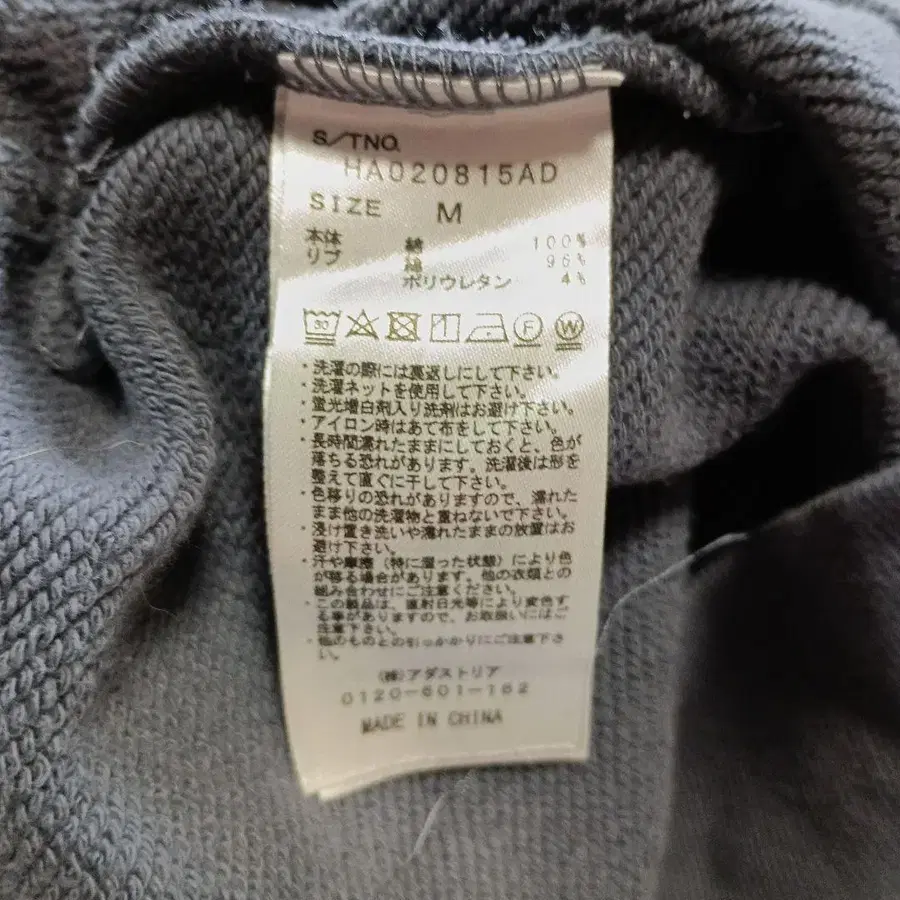 S/TNO.
HA020815AD
SIZE M
本体 綿 100%
リブ 綿 96%
ポリウレタン 4%
30 F W
・洗濯の際には裏返しにして下さい。
・洗濯ネットを使用して下さい。
・蛍光増白剤入り洗剤はお避け下さい。
・アイロン時はあて布をして下さい。
・長時間濡れたままにしておくと、色が
落ちる恐れがあります。洗濯後は形を
整えて直ぐに干して下さい。
・色移りの恐れがありますので、濡れた
まま他の洗濯物と重ねないで下さい。
・浸け置き洗いや濡れたままの放置はお
避け下さい。
・汗や摩擦（特に湿った状態）により色
が移る場合があります。他の衣類との
組み合わせにご注意ください。
・この製品は、直射日光等により変色す
る事がありますので、お取扱いにはご
注意下さい。
・他のものとの引っかかりにご注意下さ
い。
(株)アダストリア
0120-601-162
MADE IN CHINA